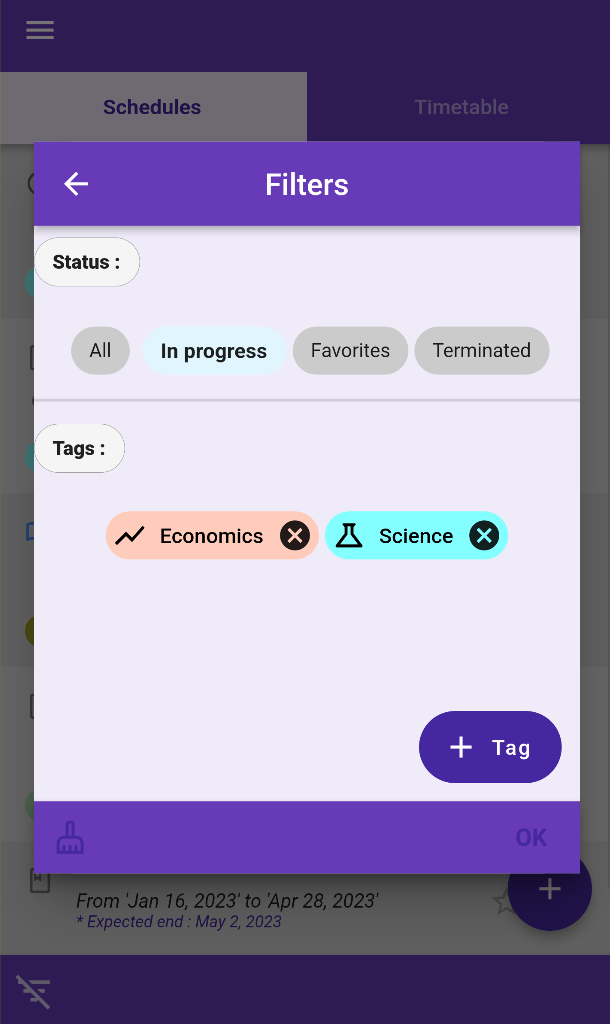 Schedules Timetable
Filters
Status :
All In progress Favorites Terminated
Tags :
Economics Science
+ Tag
OK
From 'Jan 16, 2023' to 'Apr 28, 2023'
* Expected end : May 2, 2023